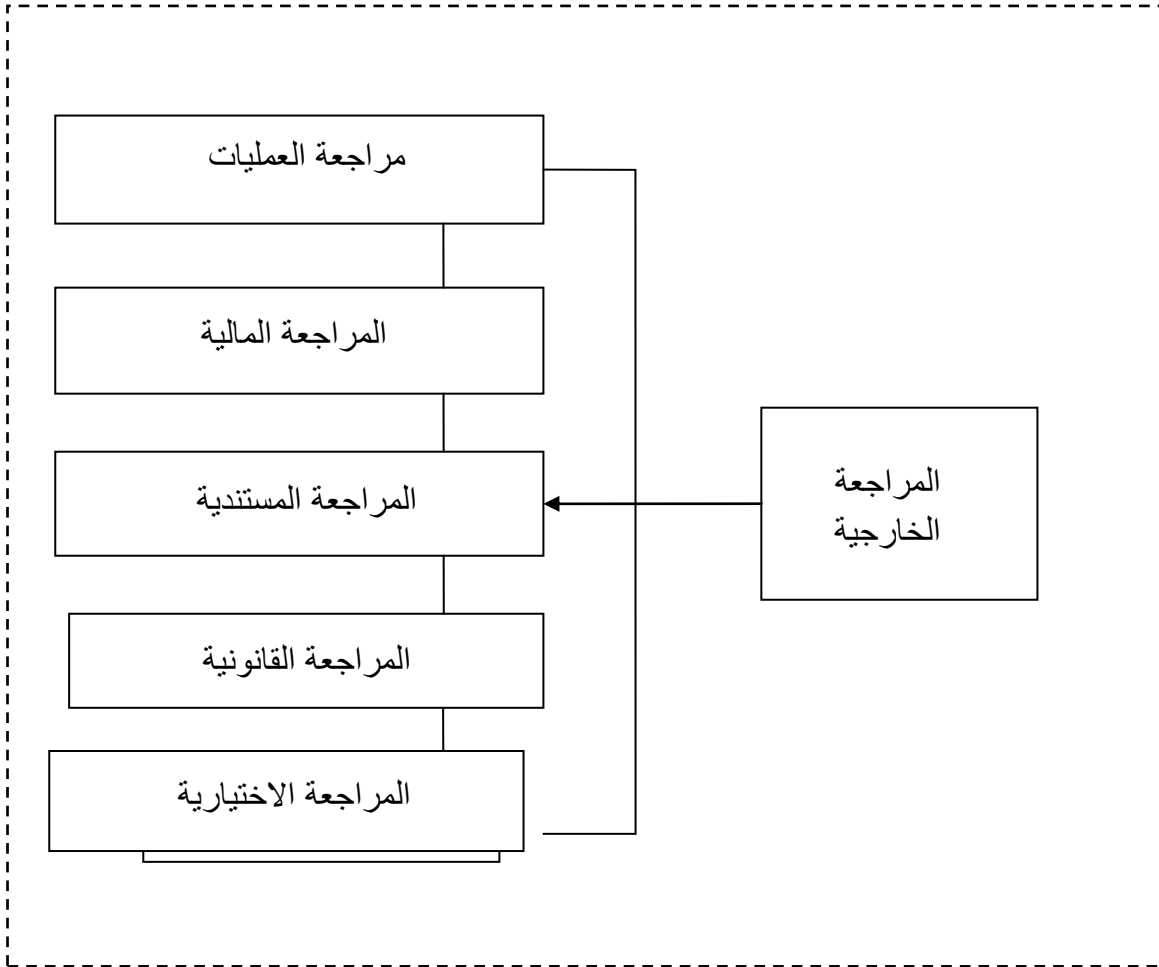 مراجعة العمليات
المراجعة المالية
المراجعة المستندية
المراجعة القانونية
المراجعة الاختيارية
المراجعة
الخارجية